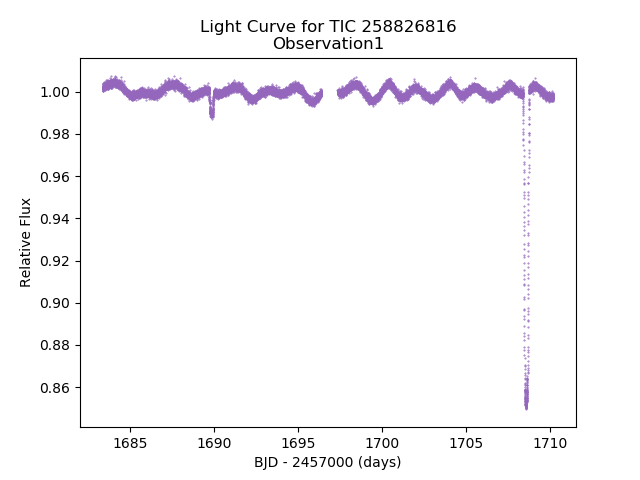 Light Curve for TIC 258826816
Observation1
1.00
0.98
0.96
0.94
0.92
0.90
0.88
0.86
Relative Flux
1685 1690 1695 1700 1705 1710
BJD - 2457000 (days)